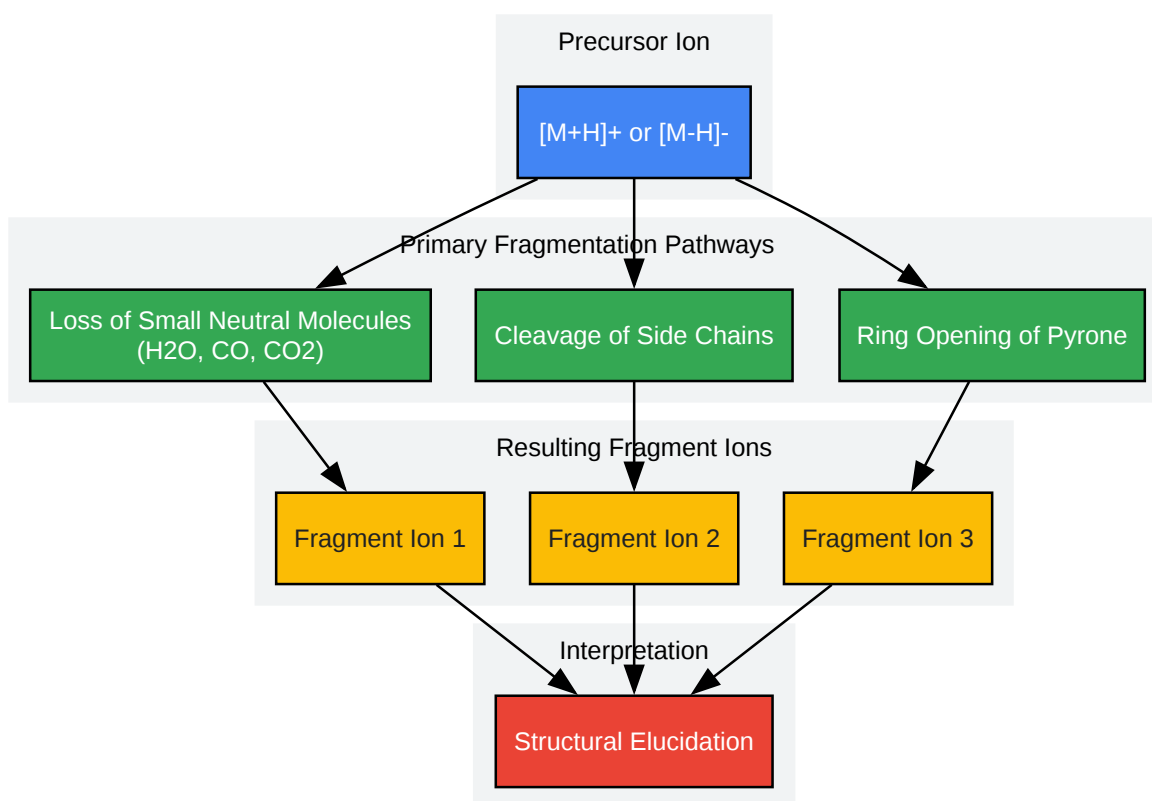 Precursor Ion
[M+H]+ or [M-H]-
Primary Fragmentation Pathways
Loss of Small Neutral Molecules
(H2O, CO, CO2)
Cleavage of Side Chains
Ring Opening of Pyrone
Resulting Fragment Ions
Fragment Ion 1
Fragment Ion 2
Fragment Ion 3
Interpretation
Structural Elucidation